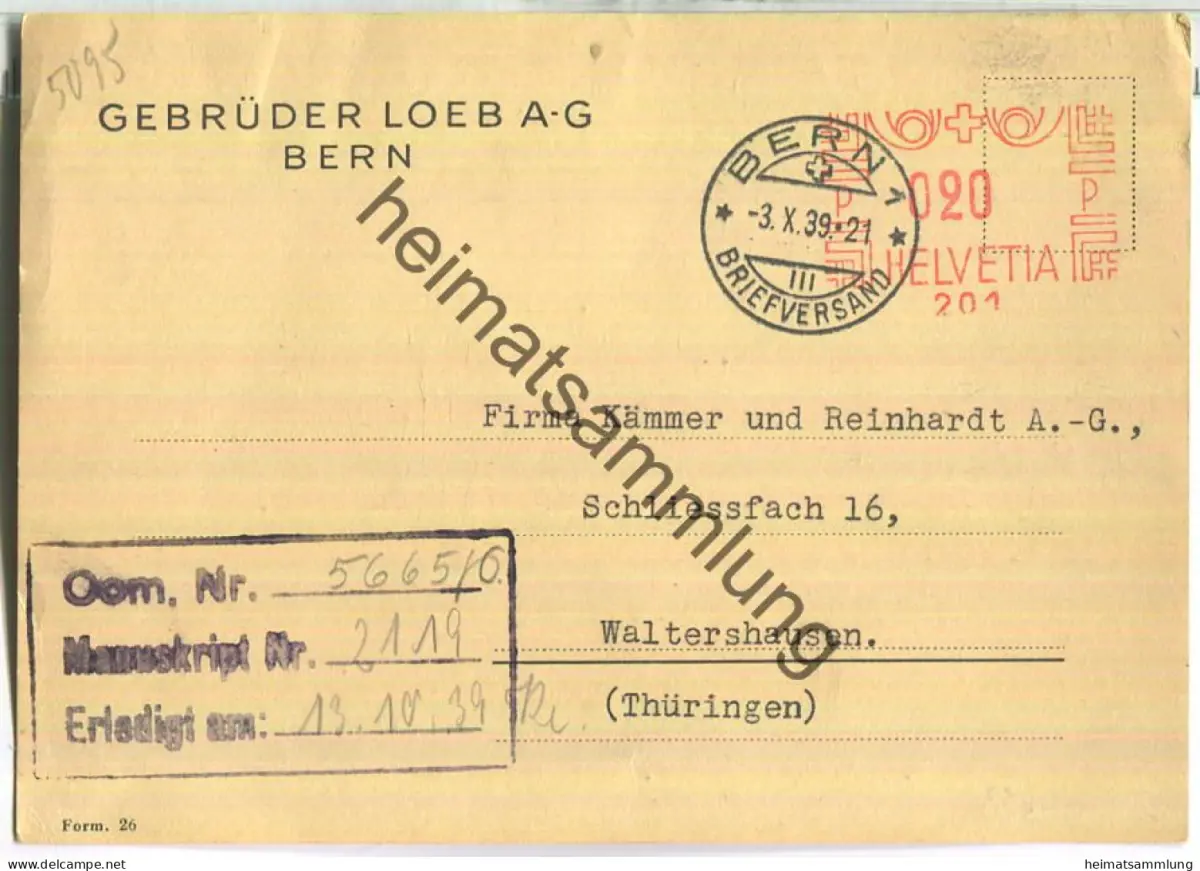 5095
GEBRÜDER LOEB A-G
BERN
BERN 1
-3.X.39.-21
III
BRIEFVERSAND
P 020 P
HELVETIA
201
Firma Kämmer und Reinhardt A.-G.,
Schliessfach 16,
Waltershausen.
(Thüringen)
Com. Nr. 5665/6.
Manuskript Nr. 2119
Erledigt am: 13.10.39
Form. 26
heimatsammlung
delcampe.net
heimatsammlung